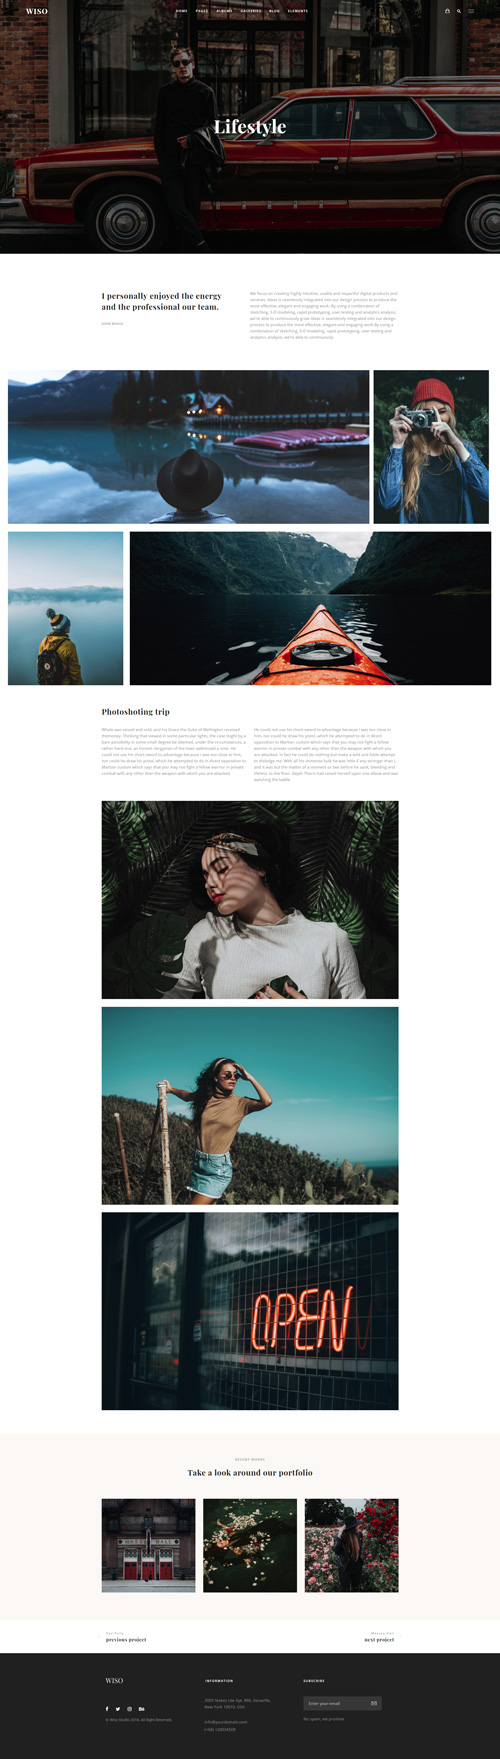 WISO
HOME PAGES ALBUMS GALLERIES BLOG ELEMENTS
Lifestyle
I personally enjoyed the energy
and the professional our team.
We focus on creating highly intuitive, usable and impactful digital products and
services. Ideas is seamlessly integrated into our design process to produce the
most effective, elegant and engaging work. By using a combination of
sketching, 3-D modeling, rapid prototyping, user testing and analytics analysis,
we're able to continuously grow ideas is seamlessly integrated into our design
process to produce the most effective, elegant and engaging work.By using a
combination of sketching, 3-D modeling, rapid prototyping, user testing and
analytics analysis, we're able to continuously.
Photoshoting trip
Whole was seized and sold, and his Grace the Duke of Wellington received
themoney. Thinking that viewed in some particular lights, the case might by a
bare possibility in some small degree be deemed, under the circumstances, a
rather hard one, an honest clergyman of the town addressed a note. He
could not use his short sword to advantage because I was too close to him,
nor could he draw his pistol, which he attempted to do in direct opposition to
Martian custom which says that you may not fight a fellow warrior in private
combat with any other than the weapon with which you are attacked.
He could not use his short sword to advantage because I was too close to
him, nor could he draw his pistol, which he attempted to do in direct
opposition to Martian custom which says that you may not fight a fellow
warrior in private combat with any other than the weapon with which you
are attacked. In fact he could do nothing but make a wild and futile attempt
to dislodge me. With all his immense bulk he was little if any stronger than I,
and it was but the matter of a moment or two before he sank, bleeding and
lifeless, to the floor. Dejah Thoris had raised herself upon one elbow and was
watching the battle
OPEN
RECENT WORKS
Take a look around our portfolio
previous project
next project
WISO
© Wiso Studio 2019. All Right Reserved.
INFORMATION
New York 10010, USA
info@yourdomain.com
SUBSCRIBE
Enter your email
No spam, we promise